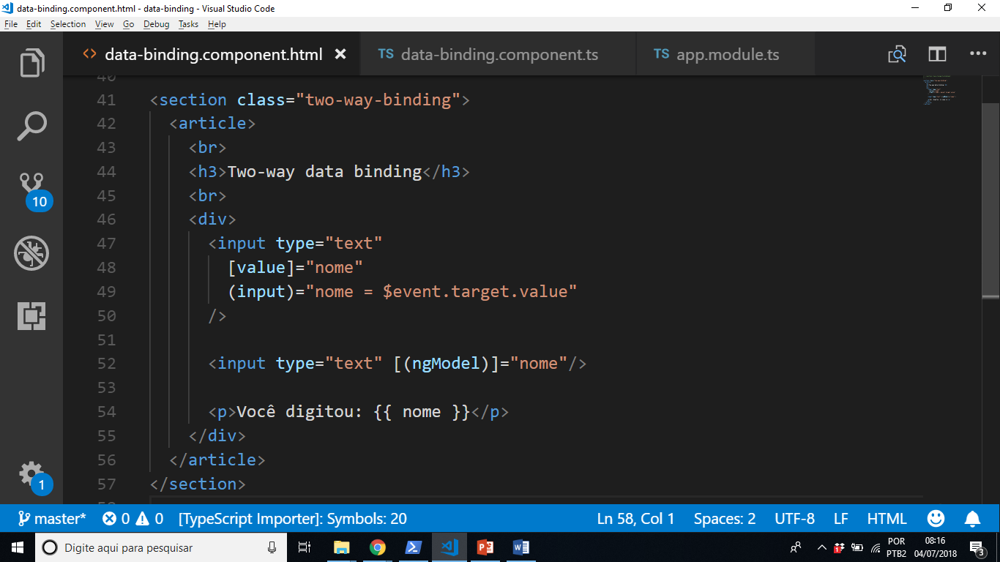 data-binding.component.html - data-binding - Visual Studio Code
File Edit Selection View Go Debug Tasks Help
<> data-binding.component.html × TS data-binding.component.ts TS app.module.ts
40
41 <section class="two-way-binding">
42 <article>
43 <br>
44 <h3>Two-way data binding</h3>
45 <br>
46 <div>
47 <input type="text"
48 [value]="nome"
49 (input)="nome = $event.target.value"
50 />
51
52 <input type="text" [(ngModel)]="nome"/>
53
54 <p>Você digitou: {{ nome }}</p>
55 </div>
56 </article>
57 </section>
58
10
1
master* 0 0 [TypeScript Importer]: Symbols: 20 Ln 58, Col 1 Spaces: 2 UTF-8 LF HTML
Digite aqui para pesquisar
POR 08:16
PTB2 04/07/2018 3